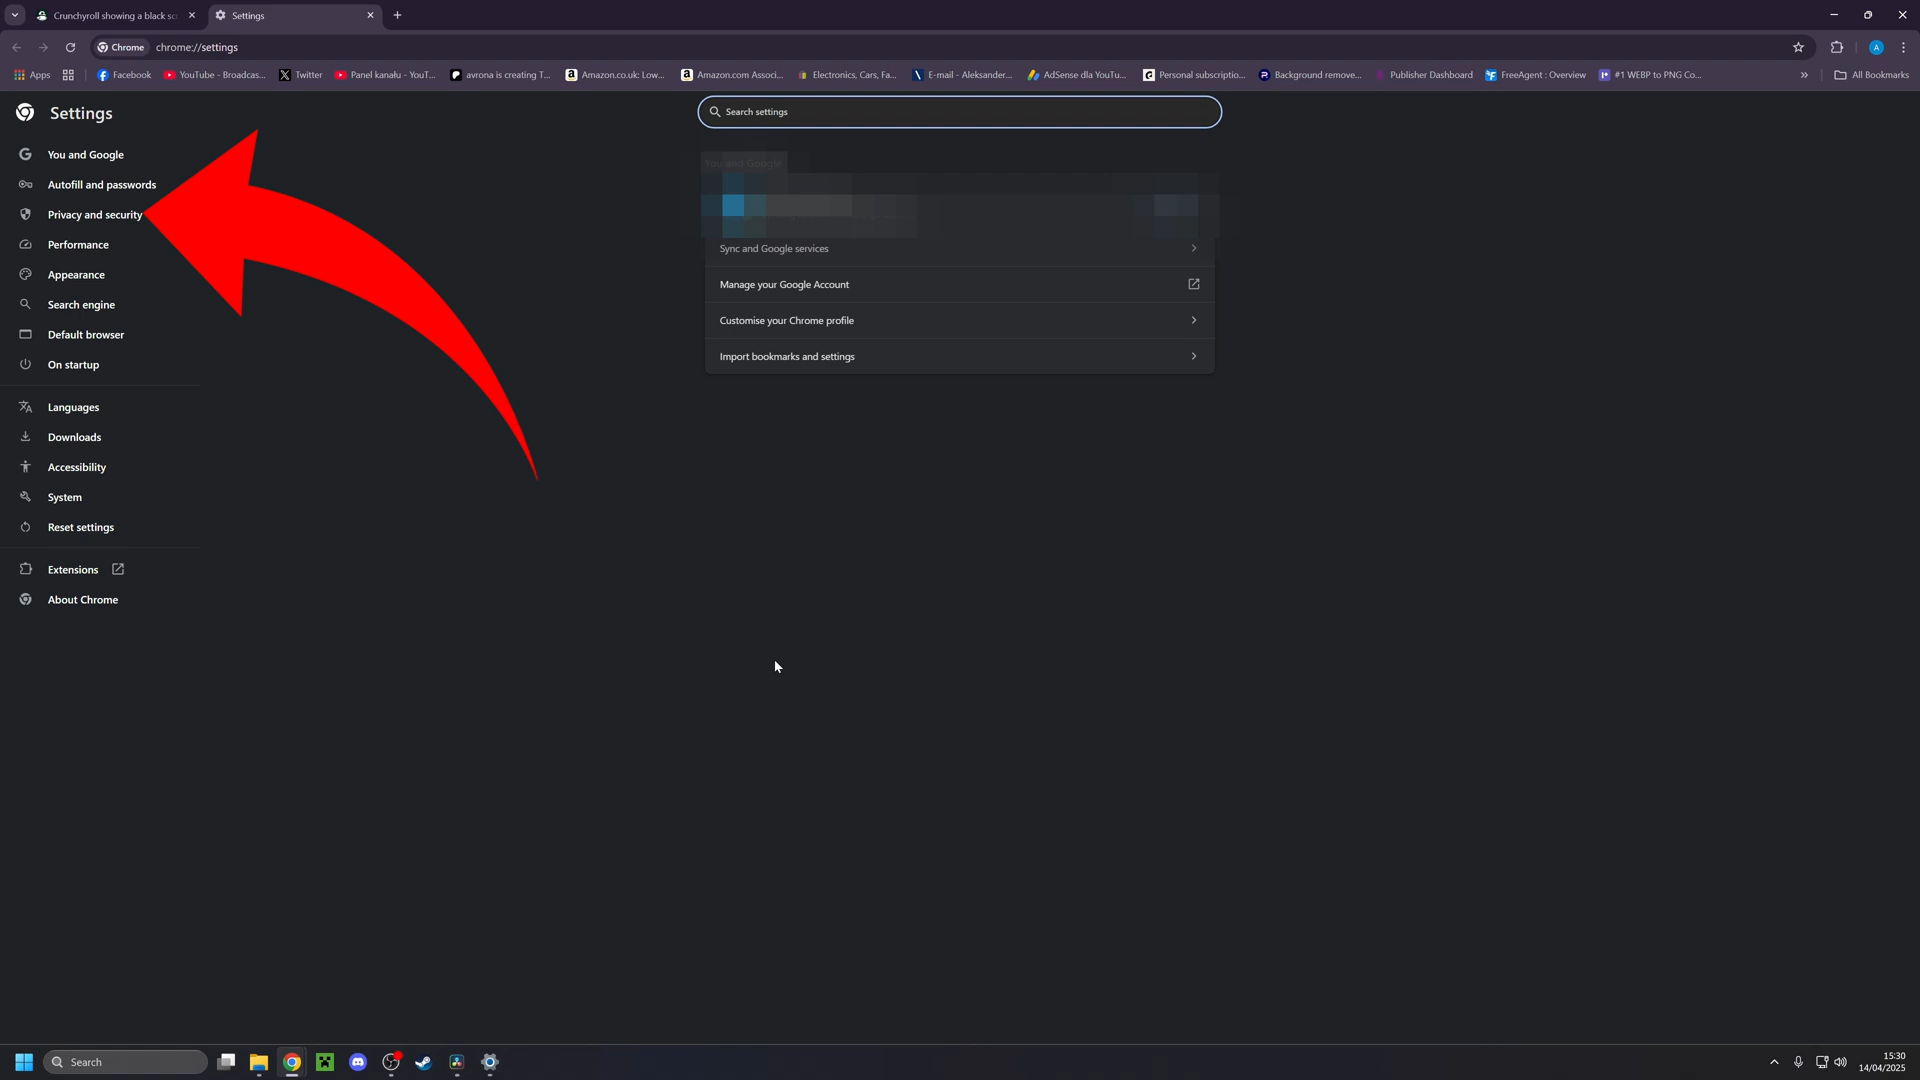 Crunchyroll showing a black sc
Settings
Chrome
chrome://settings
Apps
Facebook
YouTube - Broadcas...
Twitter
Panel kanału - YouT...
avrona is creating T...
Amazon.co.uk: Low...
Amazon.com Associ...
Electronics, Cars, Fa...
E-mail - Aleksander...
AdSense dla YouTu...
Personal subscriptio...
Background remove...
Publisher Dashboard
FreeAgent : Overview
#1 WEBP to PNG Co...
All Bookmarks
Settings
Search settings
You and Google
Autofill and passwords
Privacy and security
Performance
Appearance
Search engine
Default browser
On startup
Languages
Downloads
Accessibility
System
Reset settings
Extensions
About Chrome
You and Google
Sync and Google services
Manage your Google Account
Customise your Chrome profile
Import bookmarks and settings
Search
15:30
14/04/2025